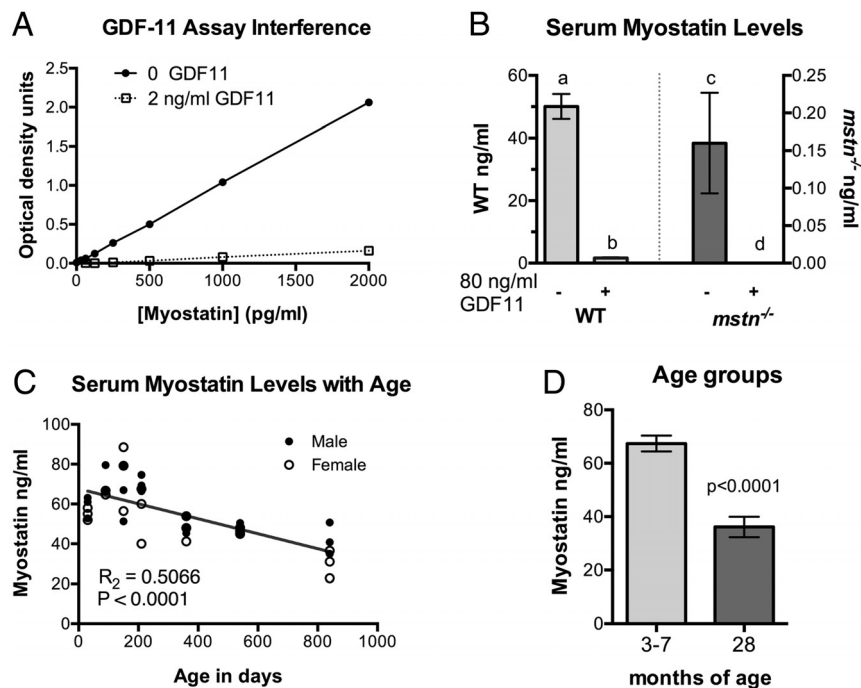 A
GDF-11 Assay Interference
2.5
2.0
1.5
1.0
0.5
0.0
Optical density units
0 GDF11
2 ng/ml GDF11
0
500
1000
1500
2000
[Myostatin] (pg/ml)
B
Serum Myostatin Levels
60
40
20
0
WT ng/ml
a
b
c
d
0.25
0.20
0.15
0.10
0.05
0.00
mstn-/- ng/ml
80 ng/ml
GDF11
- + - +
WT mstn-/-
C
Serum Myostatin Levels with Age
100
80
60
40
20
0
Myostatin ng/ml
Male
Female
R2 = 0.5066
P < 0.0001
0 200 400 600 800 1000
Age in days
D
Age groups
80
60
40
20
0
Myostatin ng/ml
p<0.0001
3-7 28
months of age